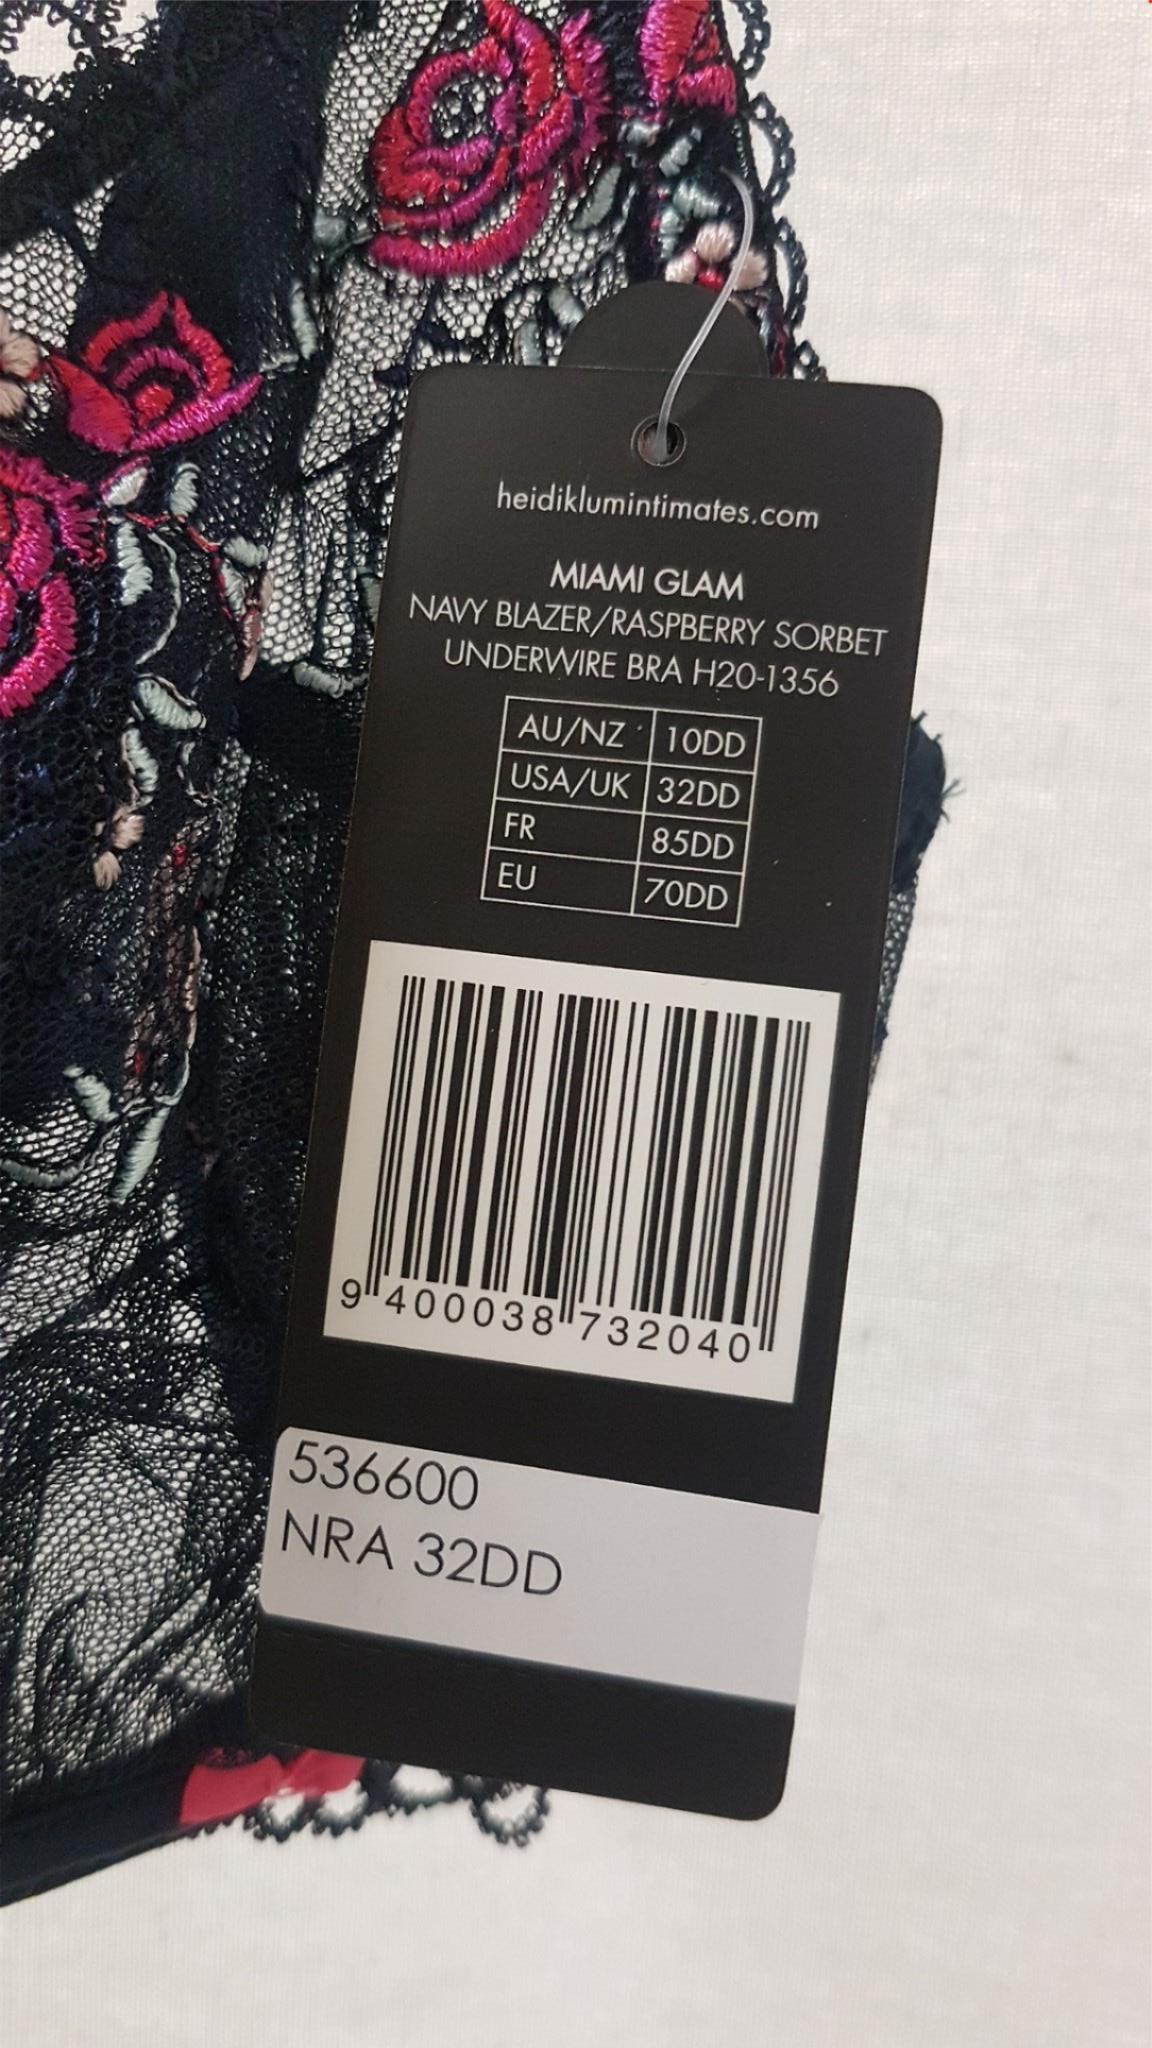 heidiklumintimates.com
MIAMI GLAM
NAVY BLAZER/RASPBERRY SORBET
UNDERWIRE BRA H20-1356
AU/NZ 10DD
USA/UK 32DD
FR 85DD
EU 70DD
9 400038 732040
536600
NRA 32DD